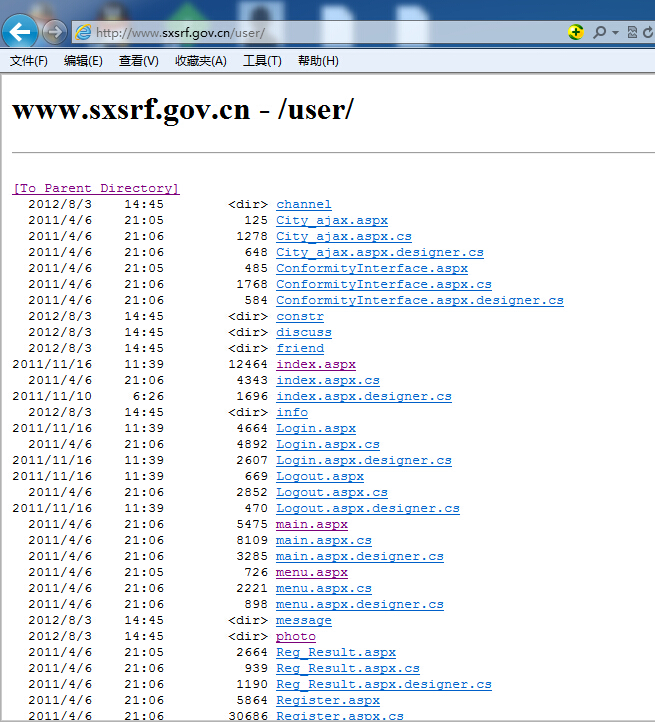 http://www.sxsrf.gov.cn/user/
文件(F) 编辑(E) 查看(V) 收藏夹(A) 工具(T) 帮助(H)
www.sxsrf.gov.cn - /user/
[To Parent Directory]
2012/8/3 14:45 <dir> channel
2011/4/6 21:05 125 City_ajax.aspx
2011/4/6 21:06 1278 City_ajax.aspx.cs
2011/4/6 21:06 648 City_ajax.aspx.designer.cs
2011/4/6 21:05 485 ConformityInterface.aspx
2011/4/6 21:06 1768 ConformityInterface.aspx.cs
2011/4/6 21:06 584 ConformityInterface.aspx.designer.cs
2012/8/3 14:45 <dir> constr
2012/8/3 14:45 <dir> discuss
2012/8/3 14:45 <dir> friend
2011/11/16 11:39 12464 index.aspx
2011/4/6 21:06 4343 index.aspx.cs
2011/11/10 6:26 1696 index.aspx.designer.cs
2012/8/3 14:45 <dir> info
2011/11/16 11:39 4664 Login.aspx
2011/4/6 21:06 4892 Login.aspx.cs
2011/11/16 11:39 2607 Login.aspx.designer.cs
2011/11/16 11:39 669 Logout.aspx
2011/4/6 21:06 2852 Logout.aspx.cs
2011/11/16 11:39 470 Logout.aspx.designer.cs
2011/4/6 21:06 5475 main.aspx
2011/4/6 21:06 8109 main.aspx.cs
2011/4/6 21:06 3285 main.aspx.designer.cs
2011/4/6 21:05 726 menu.aspx
2011/4/6 21:06 2221 menu.aspx.cs
2011/4/6 21:06 898 menu.aspx.designer.cs
2012/8/3 14:45 <dir> message
2012/8/3 14:45 <dir> photo
2011/4/6 21:05 2664 Reg_Result.aspx
2011/4/6 21:06 939 Reg_Result.aspx.cs
2011/4/6 21:06 1190 Reg_Result.aspx.designer.cs
2011/4/6 21:06 5864 Register.aspx
2011/4/6 21:06 30686 Register.aspx.cs